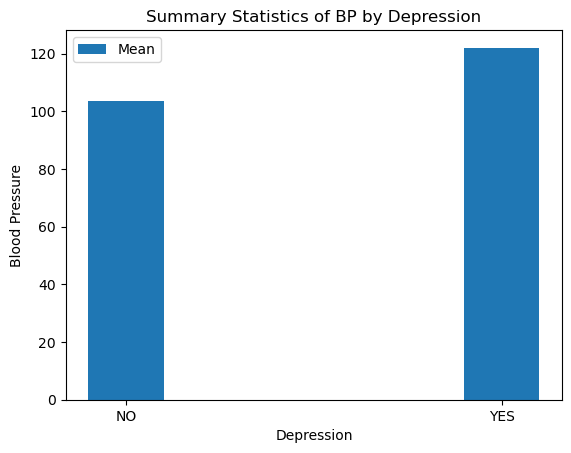 Summary Statistics of BP by Depression
Mean
120
100
80
60
40
20
0
Blood Pressure
NO
YES
Depression